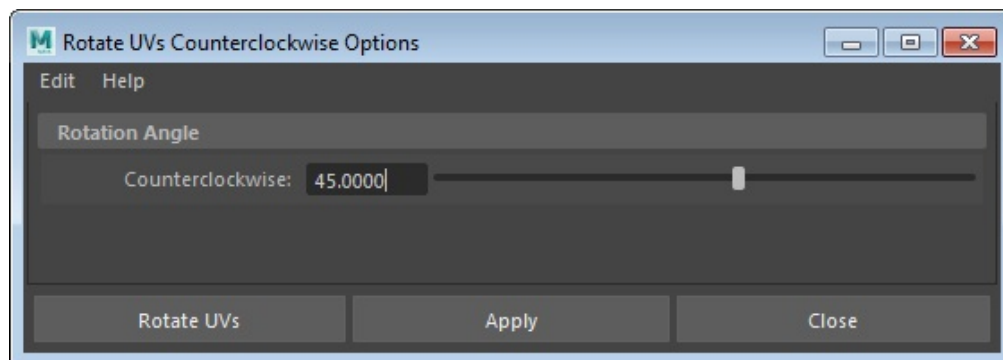 Rotate UVs Counterclockwise Options
Edit Help
Rotation Angle
Counterclockwise: 45.0000
Rotate UVs Apply Close